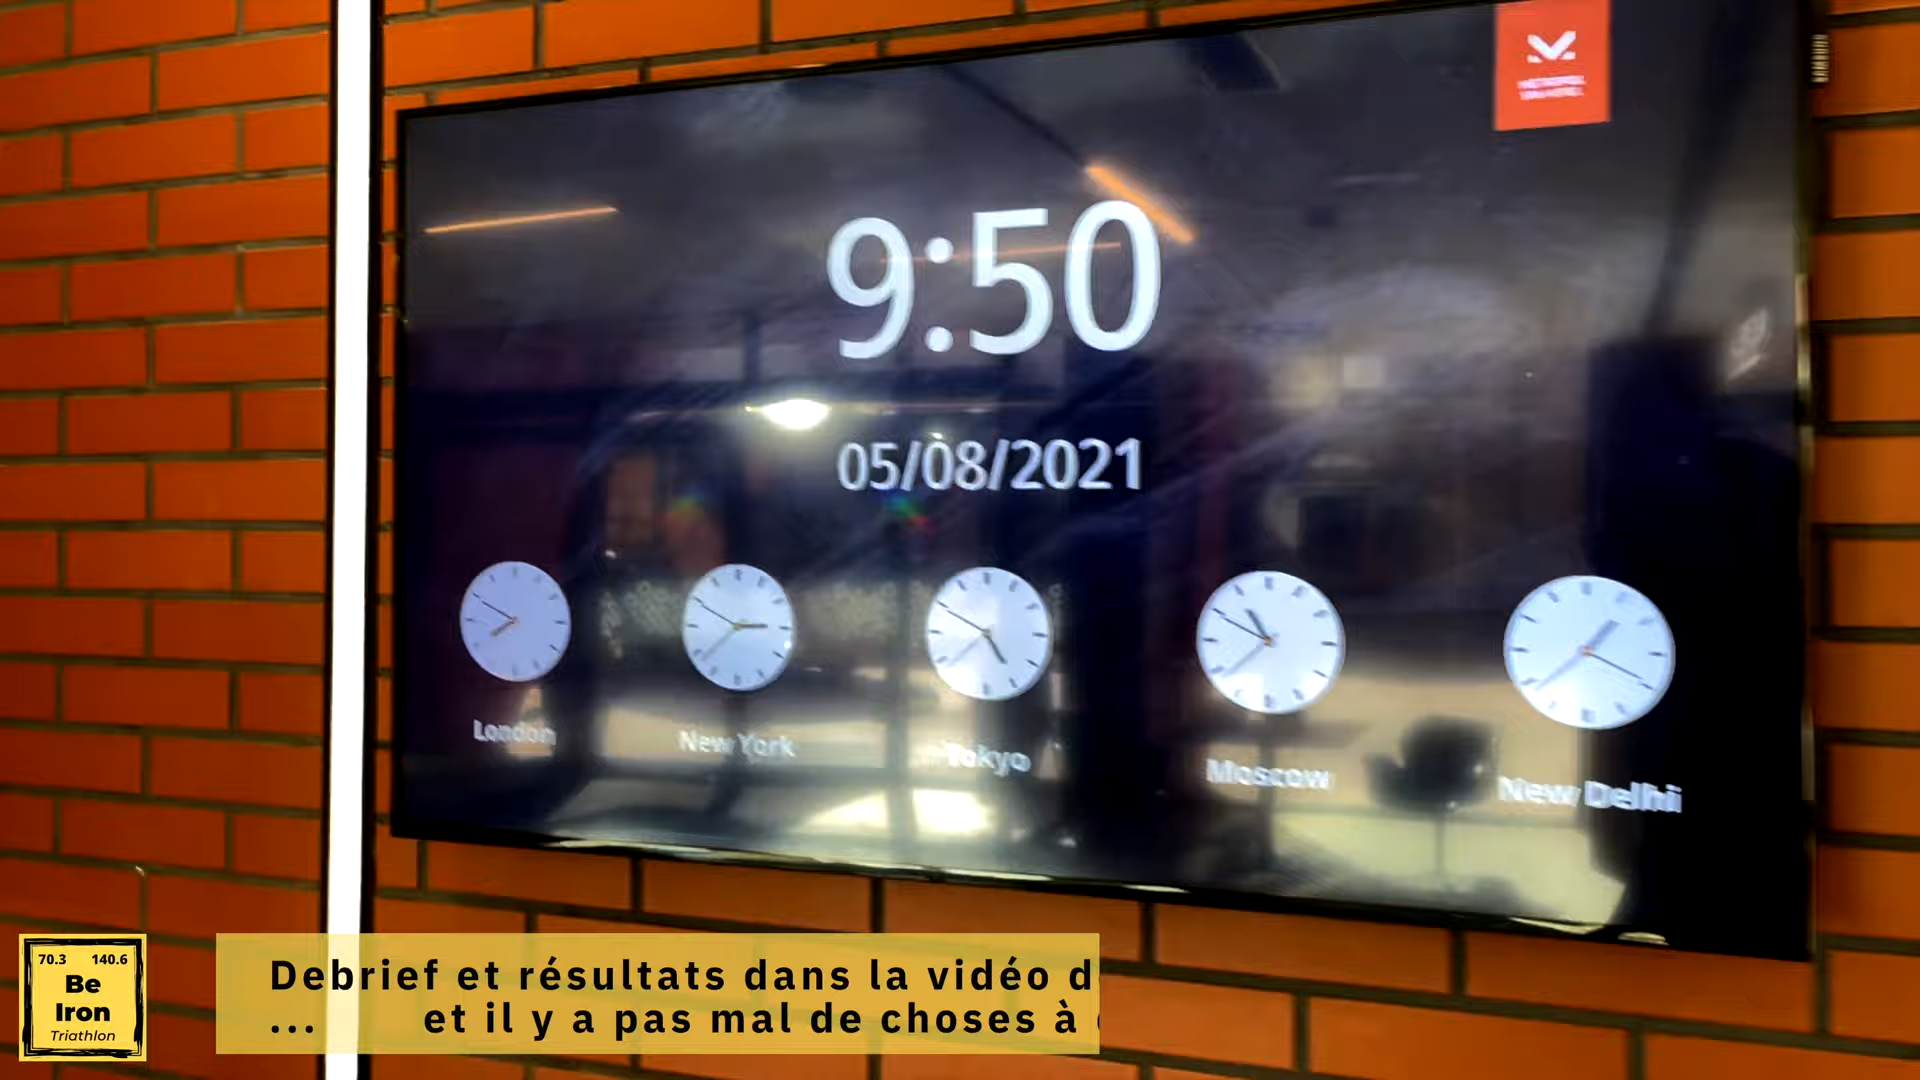 9:50
05/08/2021
London
New York
Tokyo
Moscow
New Delhi
70.3 140.6
Be
Iron
Triathlon
Debrief et résultats dans la vidéo d
... et il y a pas mal de choses à